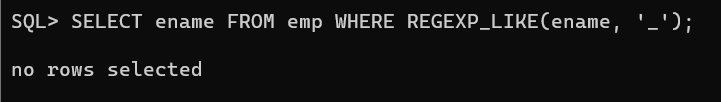 SQL> SELECT ename FROM emp WHERE REGEXP_LIKE(ename, '_');
no rows selected